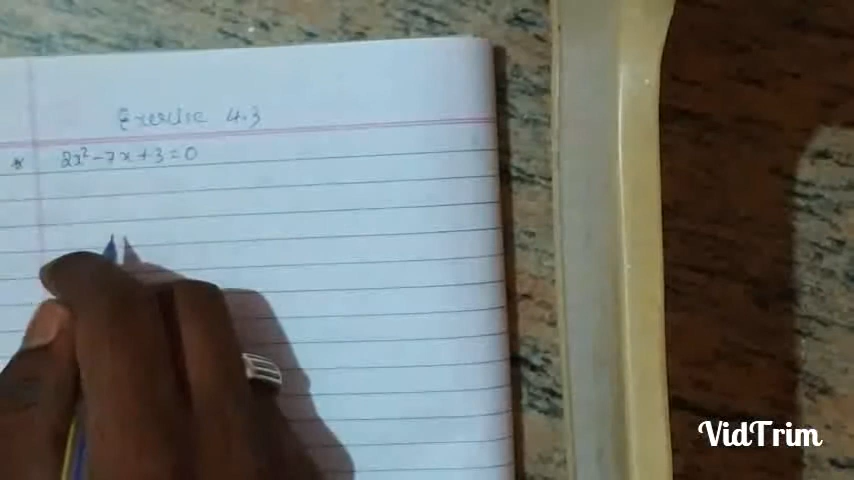 Exercise 4.3
* 2x² - 7x + 3 = 0
VidTrim